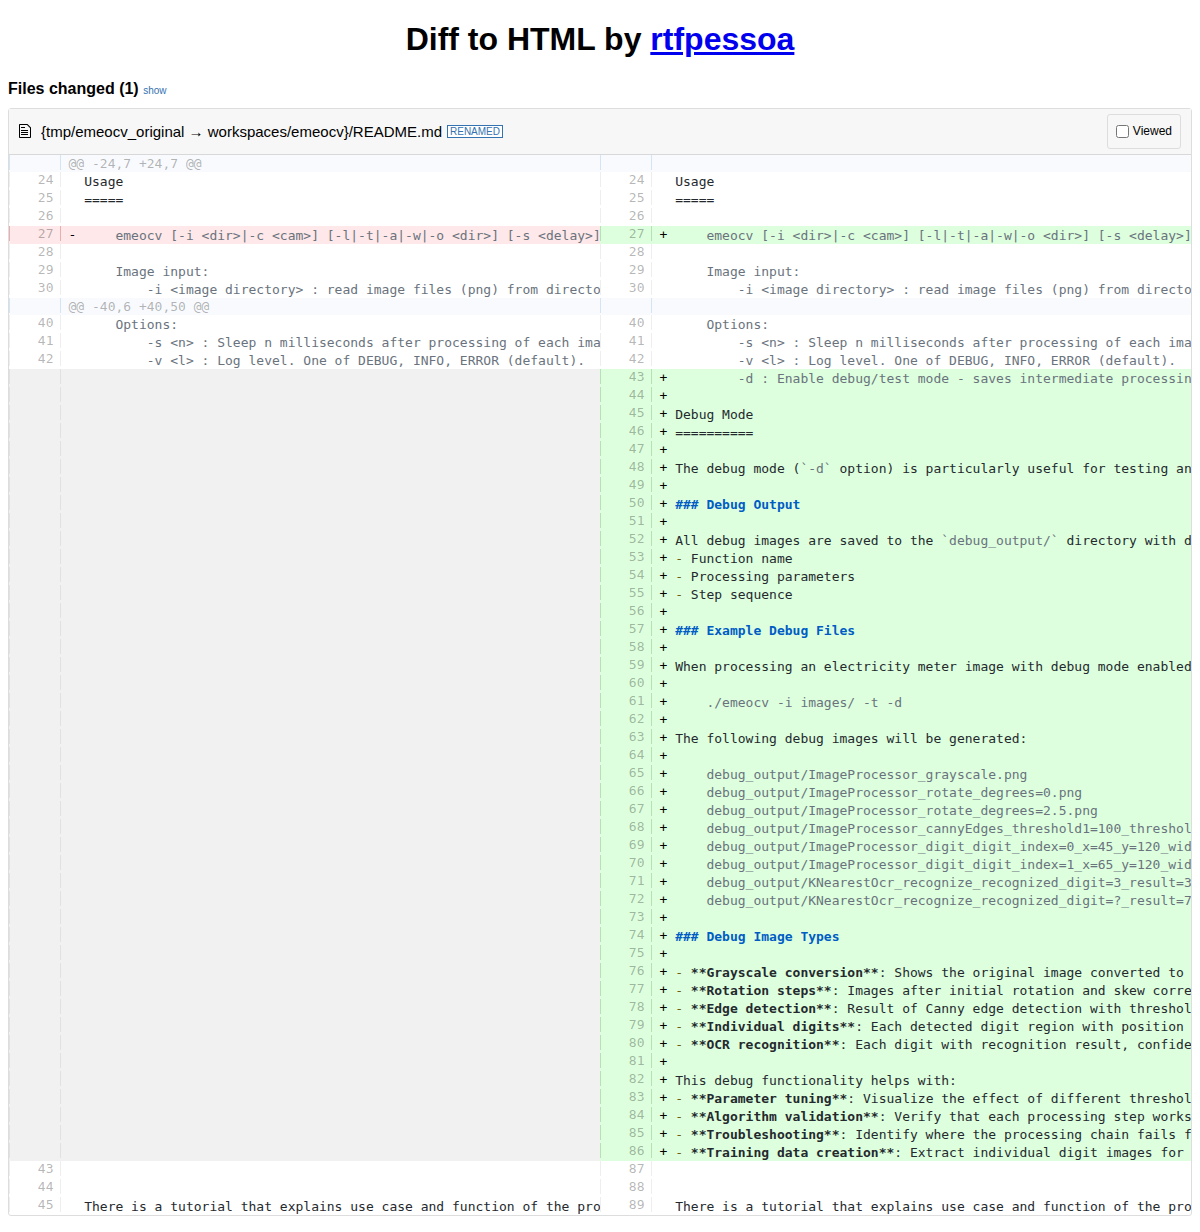 Diff to HTML by rtfpessoa
Files changed (1) show
{tmp/emeocv_original → workspaces/emeocv}/README.md RENAMED
Viewed
@@ -24,7 +24,7 @@
24 Usage 24 Usage
25 ===== 25 =====
26 26
27 - emeocv [-i <dir>|-c <cam>] [-l|-t|-a|-w|-o <dir>] [-s <delay>] 27 + emeocv [-i <dir>|-c <cam>] [-l|-t|-a|-w|-o <dir>] [-s <delay>]
28 28
29 Image input: 29 Image input:
30 -i <image directory> : read image files (png) from directo 30 -i <image directory> : read image files (png) from directo
@@ -40,6 +40,50 @@
40 Options: 40 Options:
41 -s <n> : Sleep n milliseconds after processing of each ima 41 -s <n> : Sleep n milliseconds after processing of each ima
42 -v <l> : Log level. One of DEBUG, INFO, ERROR (default). 42 -v <l> : Log level. One of DEBUG, INFO, ERROR (default).
43 + -d : Enable debug/test mode - saves intermediate processin
44 +
45 + Debug Mode
46 + ==========
47 +
48 + The debug mode (`-d` option) is particularly useful for testing an
49 +
50 + ### Debug Output
51 +
52 + All debug images are saved to the `debug_output/` directory with d
53 + - Function name
54 + - Processing parameters
55 + - Step sequence
56 +
57 + ### Example Debug Files
58 +
59 + When processing an electricity meter image with debug mode enabled
60 +
61 + ./emeocv -i images/ -t -d
62 +
63 + The following debug images will be generated:
64 +
65 + debug_output/ImageProcessor_grayscale.png
66 + debug_output/ImageProcessor_rotate_degrees=0.png
67 + debug_output/ImageProcessor_rotate_degrees=2.5.png
68 + debug_output/ImageProcessor_cannyEdges_threshold1=100_threshol
69 + debug_output/ImageProcessor_digit_digit_index=0_x=45_y=120_wid
70 + debug_output/ImageProcessor_digit_digit_index=1_x=65_y=120_wid
71 + debug_output/KNearestOcr_recognize_recognized_digit=3_result=3
72 + debug_output/KNearestOcr_recognize_recognized_digit=?_result=7
73 +
74 + ### Debug Image Types
75 +
76 + - **Grayscale conversion**: Shows the original image converted to
77 + - **Rotation steps**: Images after initial rotation and skew corre
78 + - **Edge detection**: Result of Canny edge detection with threshol
79 + - **Individual digits**: Each detected digit region with position
80 + - **OCR recognition**: Each digit with recognition result, confide
81 +
82 + This debug functionality helps with:
83 + - **Parameter tuning**: Visualize the effect of different threshol
84 + - **Algorithm validation**: Verify that each processing step works
85 + - **Troubleshooting**: Identify where the processing chain fails f
86 + - **Training data creation**: Extract individual digit images for
43 87
44 88
45 There is a tutorial that explains use case and function of the pro 89 There is a tutorial that explains use case and function of the pro